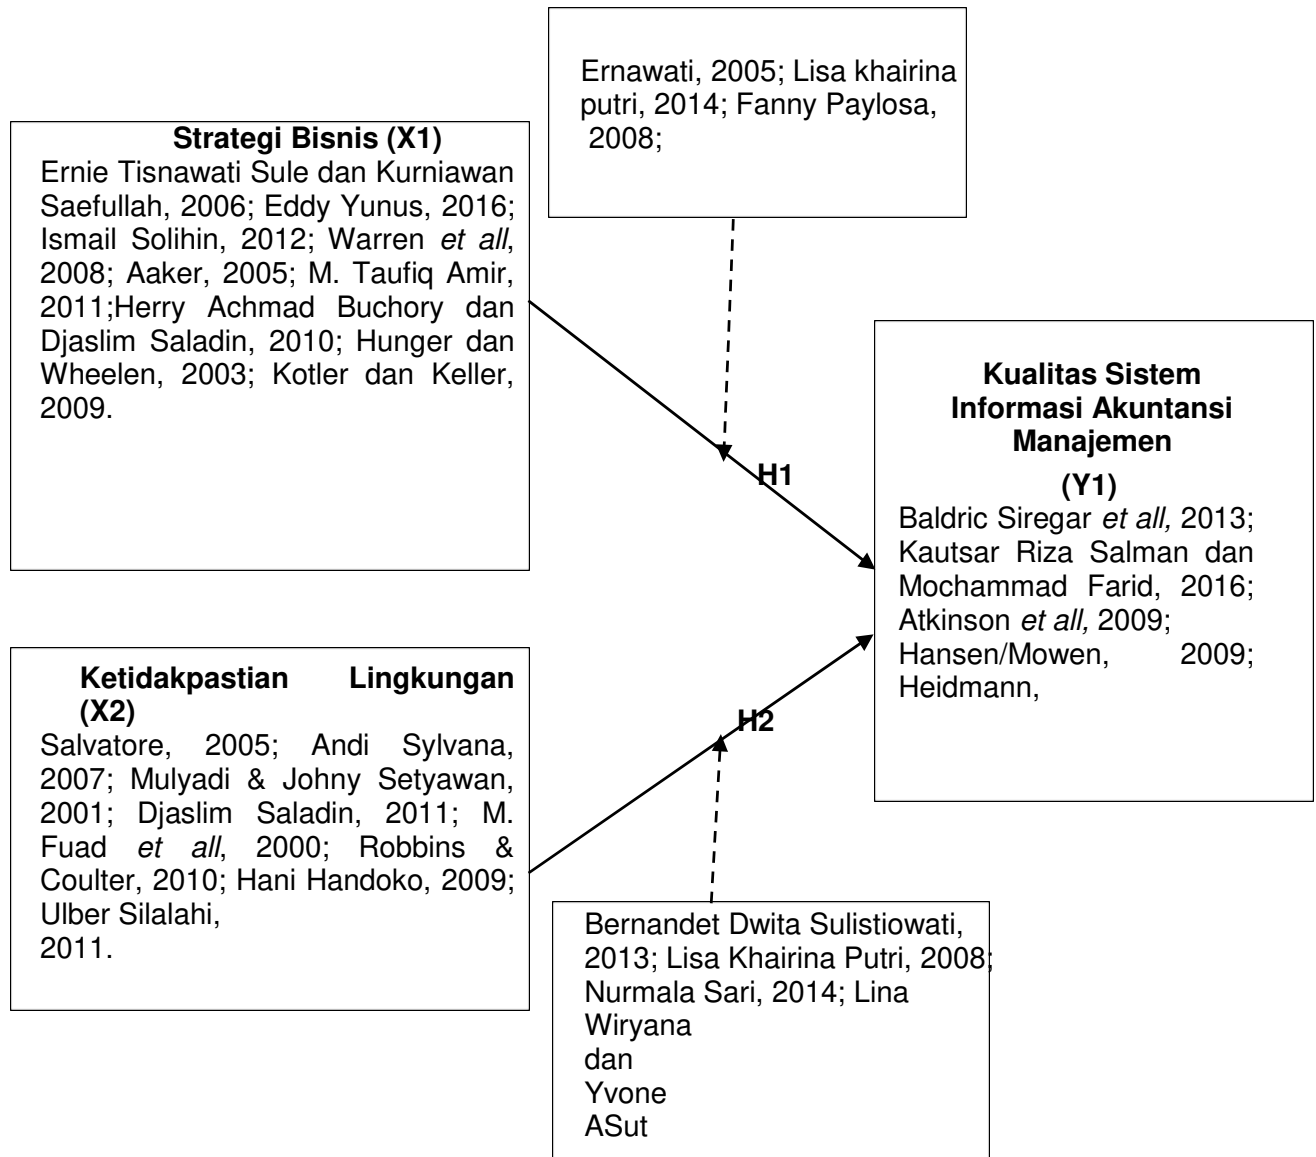 Ernawati, 2005; Lisa khairina
putri, 2014; Fanny Paylosa,
2008;
Strategi Bisnis (X1)
Ernie Tisnawati Sule dan Kurniawan
Saefullah, 2006; Eddy Yunus, 2016;
Ismail Solihin, 2012; Warren et all,
2008; Aaker, 2005; M. Taufiq Amir,
2011;Herry Achmad Buchory dan
Djaslim Saladin, 2010; Hunger dan
Wheelen, 2003; Kotler dan Keller,
2009.
H1
Kualitas Sistem
Informasi Akuntansi
Manajemen
(Y1)
Baldric Siregar et all, 2013;
Kautsar Riza Salman dan
Mochammad Farid, 2016;
Atkinson et all, 2009;
Hansen/Mowen, 2009;
Heidmann,
Ketidakpastian Lingkungan
(X2)
Salvatore, 2005; Andi Sylvana,
2007; Mulyadi & Johny Setyawan,
2001; Djaslim Saladin, 2011; M.
Fuad et all, 2000; Robbins &
Coulter, 2010; Hani Handoko, 2009;
Ulber Silalahi,
2011.
H2
Bernandet Dwita Sulistiowati,
2013; Lisa Khairina Putri, 2008;
Nurmala Sari, 2014; Lina
Wiryana
dan
Yvone
ASut